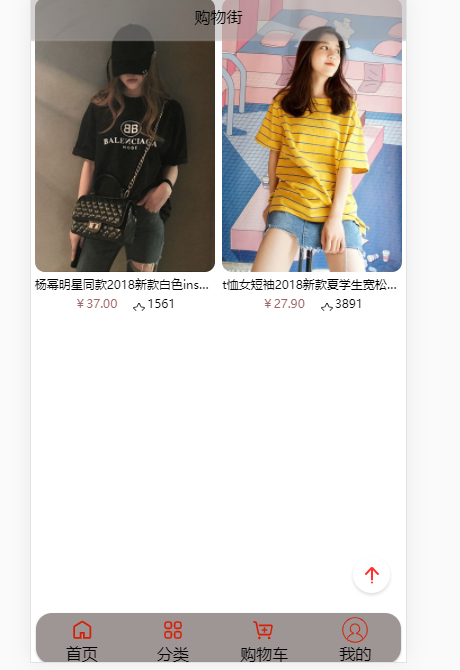 购物街
BB
BALENCIAGA
MODE
杨幂明星同款2018新款白色ins...
t恤女短袖2018新款夏学生宽松...
¥37.00 1561
¥27.90 3891
首页
分类
购物车
我的